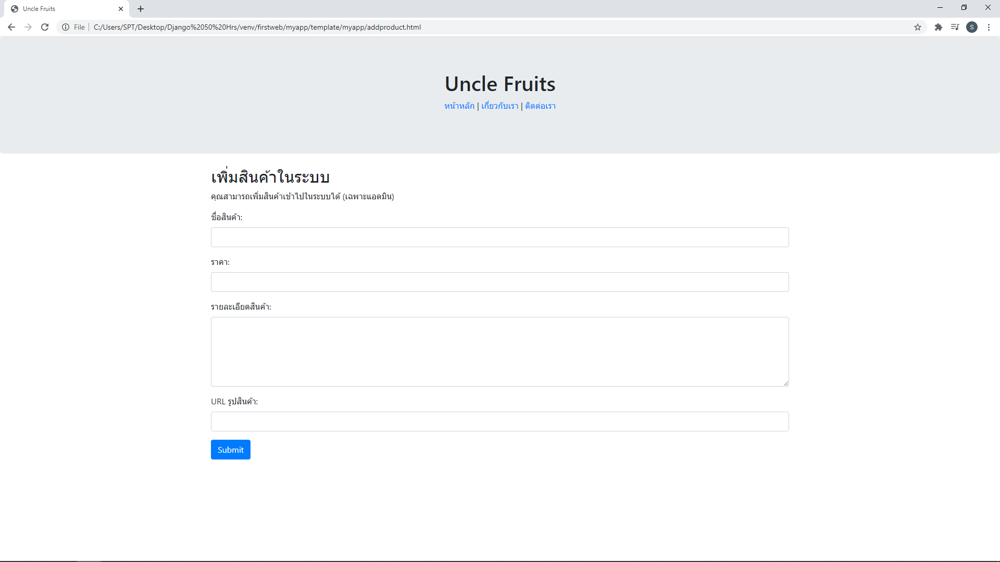 Uncle Fruits
File
C:/Users/SPT/Desktop/Django%2050%20Hrs/venv/firstweb/myapp/template/myapp/addproduct.html
S
Uncle Fruits
หน้าหลัก | เกี่ยวกับเรา | ติดต่อเรา
เพิ่มสินค้าในระบบ
คุณสามารถเพิ่มสินค้าเข้าไปในระบบได้ (เฉพาะแอดมิน)
ชื่อสินค้า:
ราคา:
รายละเอียดสินค้า:
URL รูปสินค้า:
Submit